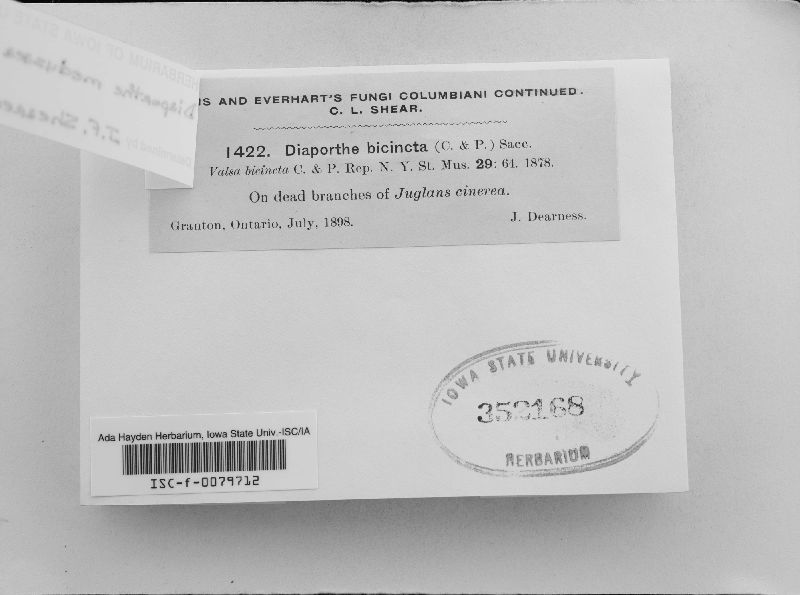 IS AND EVERHART'S FUNGI COLUMBIANI CONTINUED.
C. L. SHEAR.
1422. Diaporthe bicincta (C. & P.) Sacc.
Valsa bicincta C. & P. Rep. N. Y. St. Mus. 29: 64. 1878.
On dead branches of Juglans cinerea.
Granton, Ontario, July, 1898.
J. Dearness.
IOWA STATE UNIVERSITY
352168
HERBARIUM
Ada Hayden Herbarium, Iowa State Univ.-ISC/IA
ISC-f-0079712